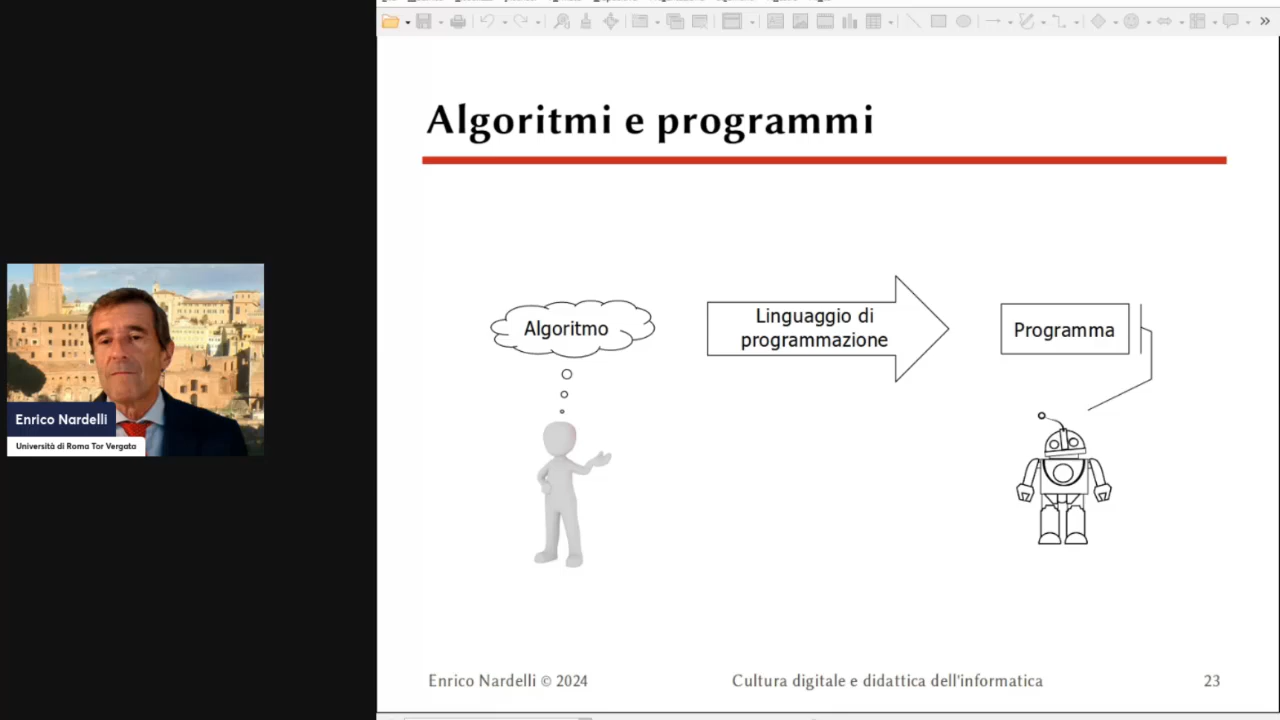 Algoritmi e programmi
Algoritmo
Linguaggio di
programmazione
Programma
Enrico Nardelli
Università di Roma Tor Vergata
Enrico Nardelli © 2024
Cultura digitale e didattica dell'informatica
23